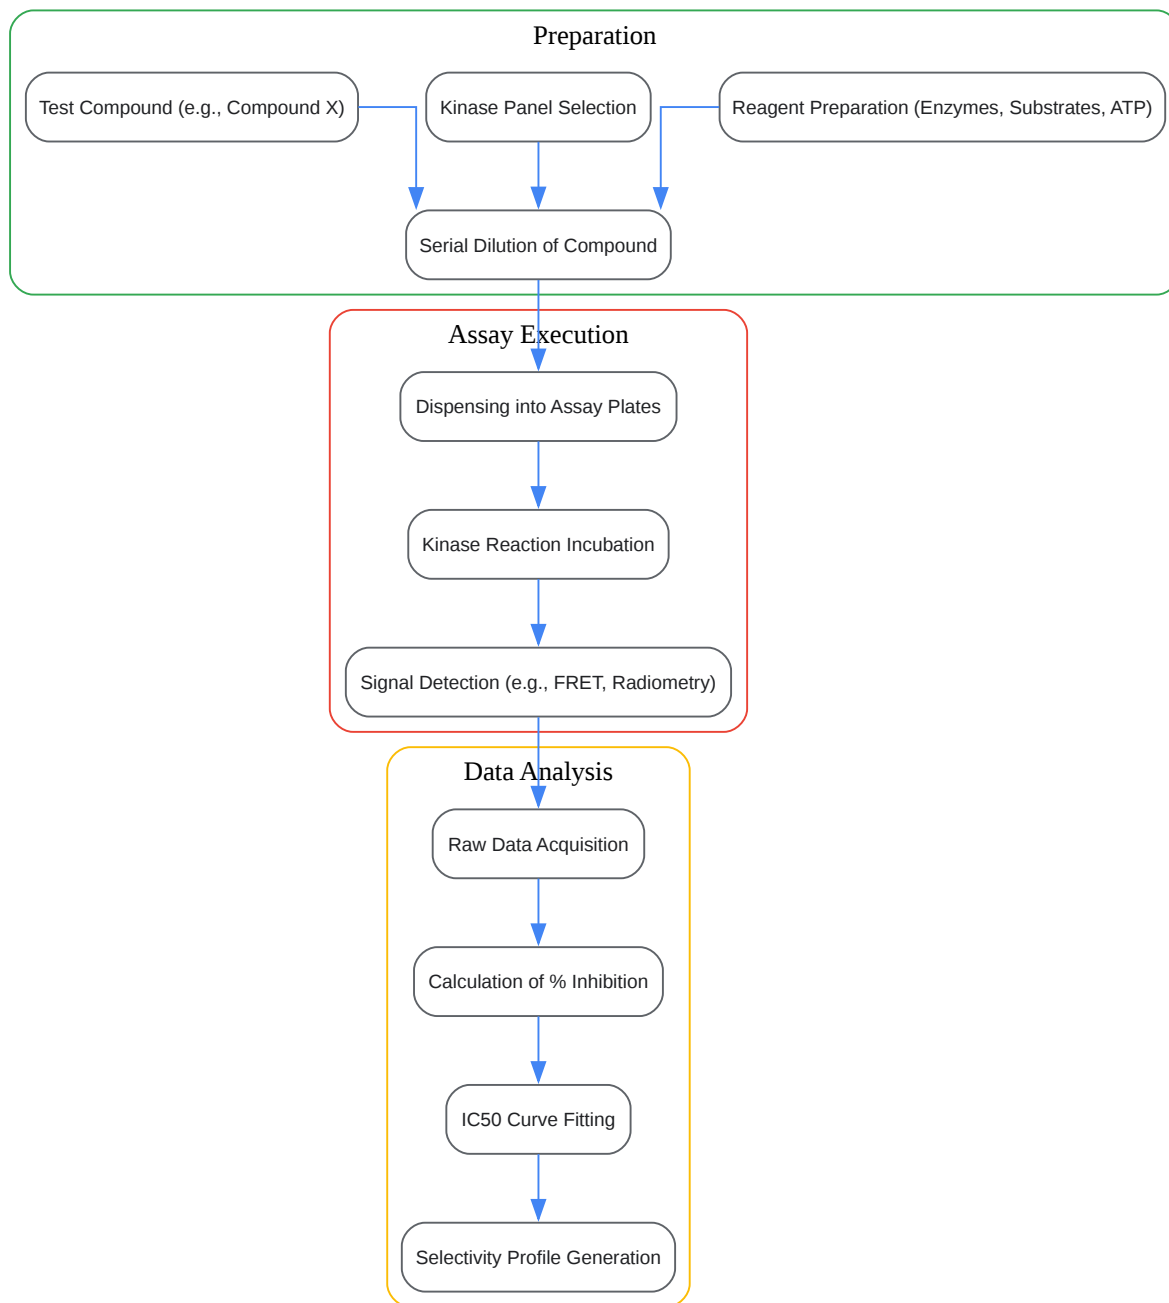 Preparation
Test Compound (e.g., Compound X)
Kinase Panel Selection
Reagent Preparation (Enzymes, Substrates, ATP)
Serial Dilution of Compound
Assay Execution
Dispensing into Assay Plates
Kinase Reaction Incubation
Signal Detection (e.g., FRET, Radiometry)
Data Analysis
Raw Data Acquisition
Calculation of % Inhibition
IC50 Curve Fitting
Selectivity Profile Generation